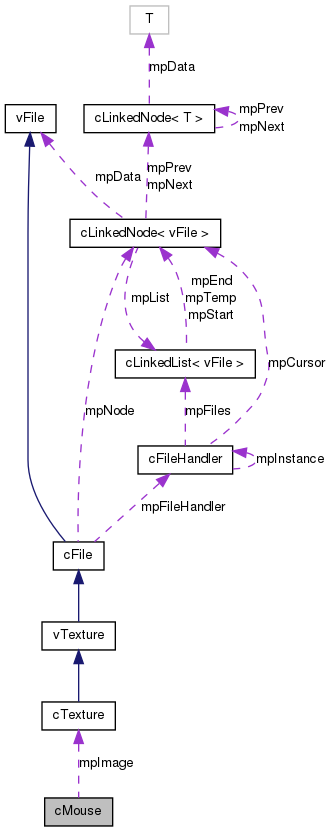 T
mpData
vFile
cLinkedNode< T >
mpPrev
mpNext
mpData
mpPrev
mpNext
cLinkedNode< vFile >
mpList
mpEnd
mpTemp
mpStart
cLinkedList< vFile >
mpCursor
mpNode
mpFiles
cFileHandler
mpInstance
mpFileHandler
cFile
vTexture
cTexture
mpImage
cMouse